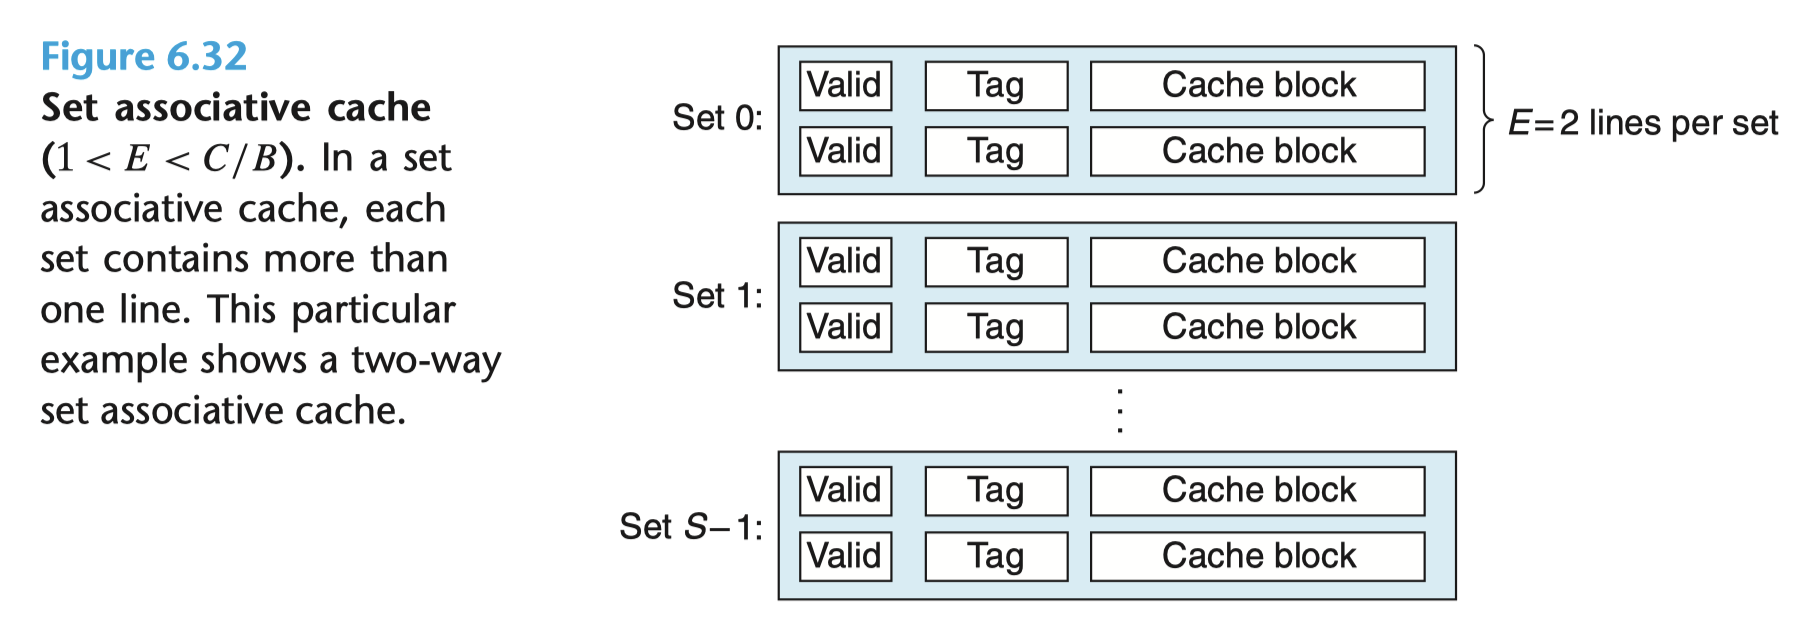 Figure 6.32
Set associative cache
(1 < E < C/B). In a set
associative cache, each
set contains more than
one line. This particular
example shows a two-way
set associative cache.
Set 0:
Valid Tag Cache block
Valid Tag Cache block
E=2 lines per set
Set 1:
Valid Tag Cache block
Valid Tag Cache block
⋮
Set S−1:
Valid Tag Cache block
Valid Tag Cache block